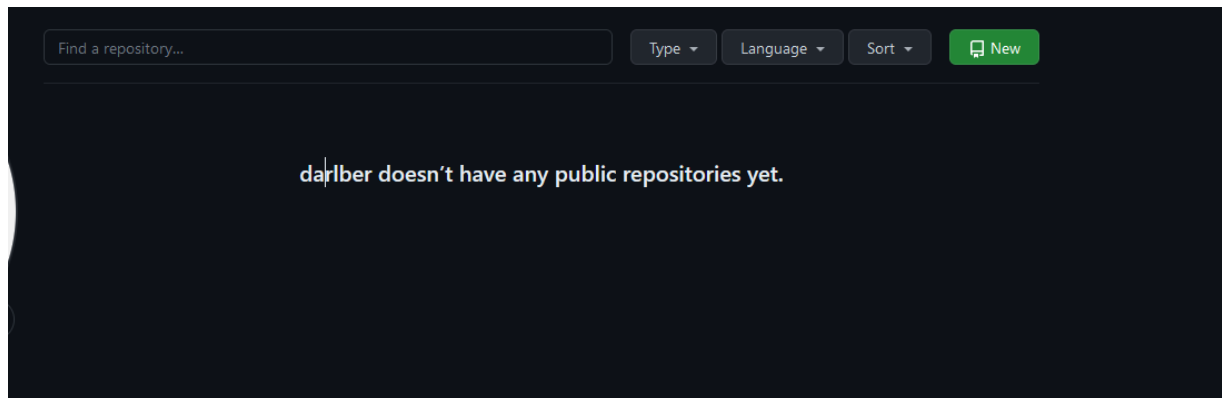 Find a repository...
Type Language Sort New
darlber doesn't have any public repositories yet.